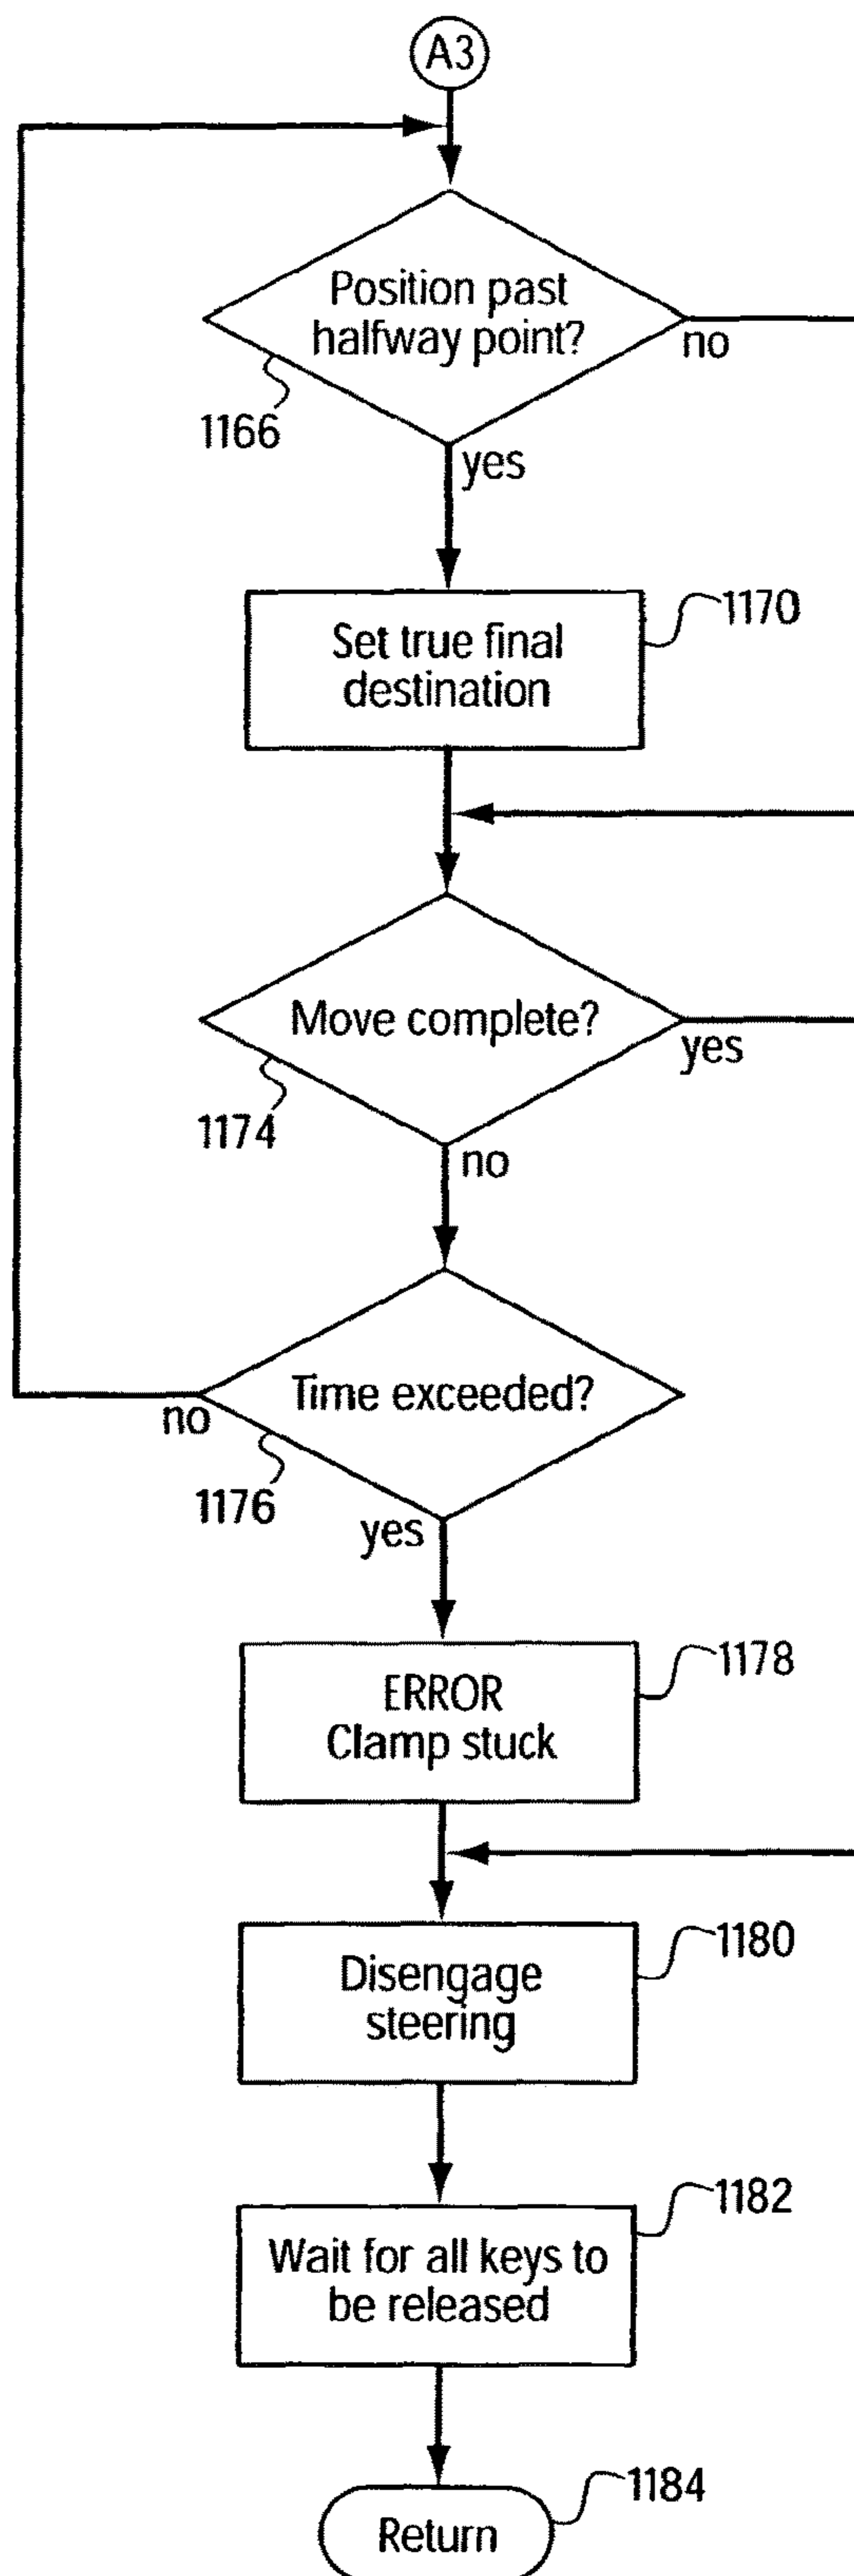 A3
Position past
halfway point?
no
1166
yes
1170
Set true final
destination
Move complete?
yes
1174
no
Time exceeded?
no
1176
yes
1178
ERROR
Clamp stuck
1180
Disengage
steering
1182
Wait for all keys to
be released
1184
Return